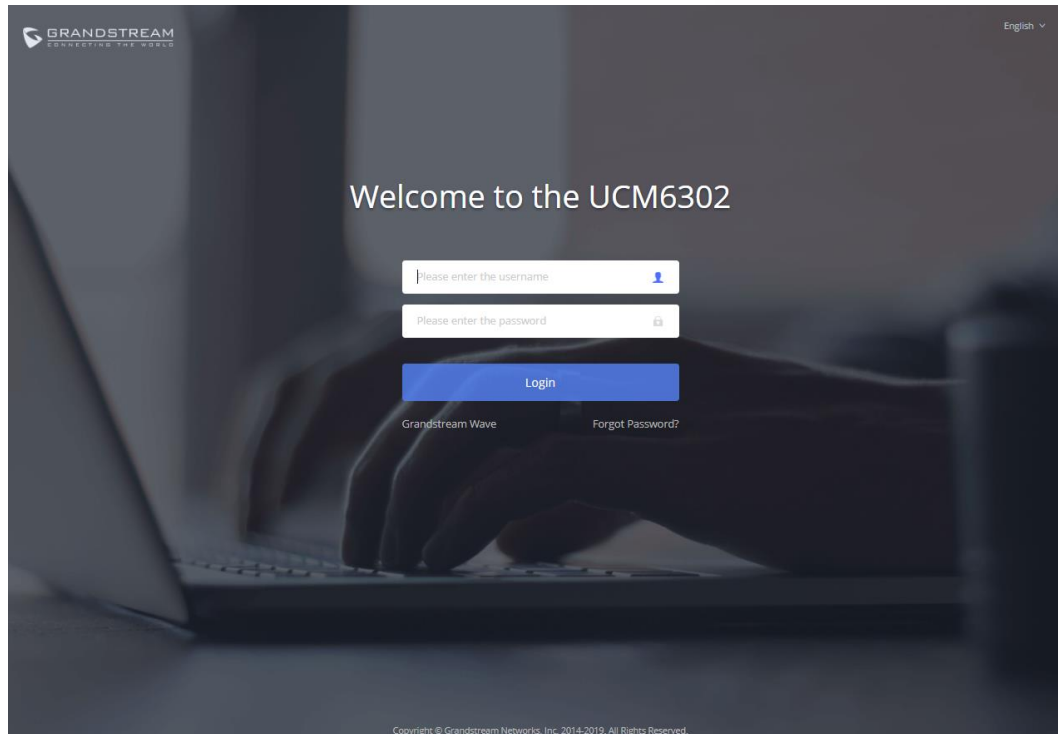 GRANDSTREAM
CONNECTING THE WORLD
English
Welcome to the UCM6302
Please enter the username
Please enter the password
Login
Grandstream Wave Forgot Password?
Copyright © Grandstream Networks, Inc. 2014-2019. All Rights Reserved.